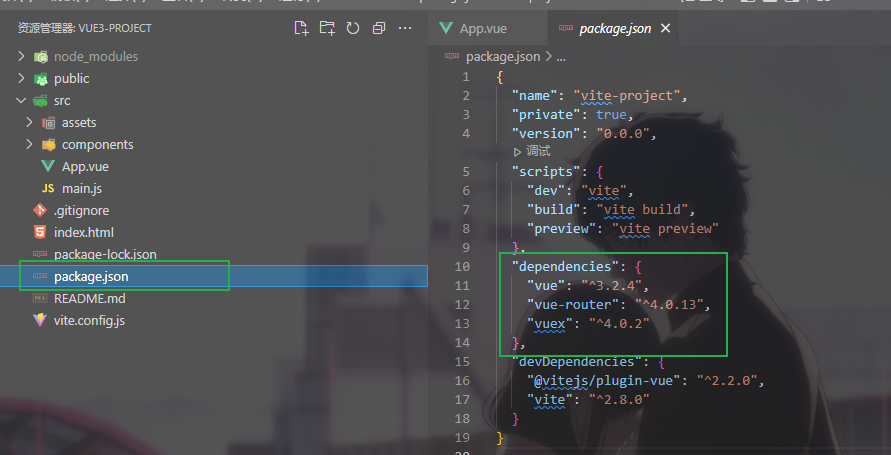 资源管理器: VUE3-PROJECT
node_modules
public
src
assets
components
App.vue
JS main.js
.gitignore
index.html
package-lock.json
package.json
README.md
vite.config.js
App.vue
package.json
package.json > ...
1 {
2 "name": "vite-project",
3 "private": true,
4 "version": "0.0.0",
调试
5 "scripts": {
6 "dev": "vite",
7 "build": "vite build",
8 "preview": "vite preview"
9 },
10 "dependencies": {
11 "vue": "^3.2.4",
12 "vue-router": "^4.0.13",
13 "vuex": "^4.0.2"
14 },
15 "devDependencies": {
16 "@vitejs/plugin-vue": "^2.2.0",
17 "vite": "^2.8.0"
18 }
19 }